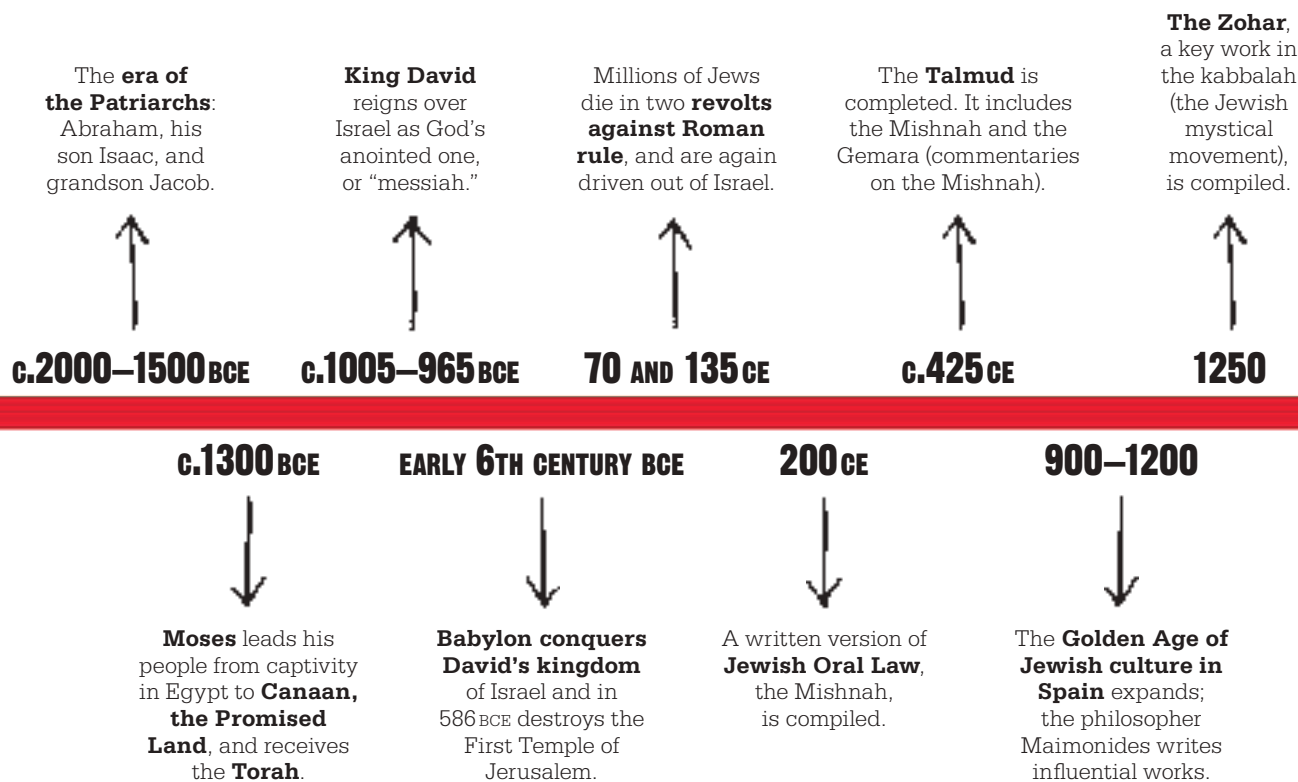 The era of
the Patriarchs:
Abraham, his
son Isaac, and
grandson Jacob.
King David
reigns over
Israel as God's
anointed one,
or “messiah.”
Millions of Jews
die in two revolts
against Roman
rule, and are again
driven out of Israel.
The Talmud is
completed. It includes
the Mishnah and the
Gemara (commentaries
on the Mishnah).
The Zohar,
a key work in
the kabbalah
(the Jewish
mystical
movement),
is compiled.
c.2000–1500 BCE
c.1005–965 BCE
70 AND 135 CE
c.425 CE
1250
c.1300 BCE
EARLY 6TH CENTURY BCE
200 CE
900–1200
Moses leads his
people from captivity
in Egypt to Canaan,
the Promised
Land, and receives
the Torah.
Babylon conquers
David's kingdom
of Israel and in
586 BCE destroys the
First Temple of
Jerusalem.
A written version of
Jewish Oral Law,
the Mishnah,
is compiled.
The Golden Age of
Jewish culture in
Spain expands;
the philosopher
Maimonides writes
influential works.